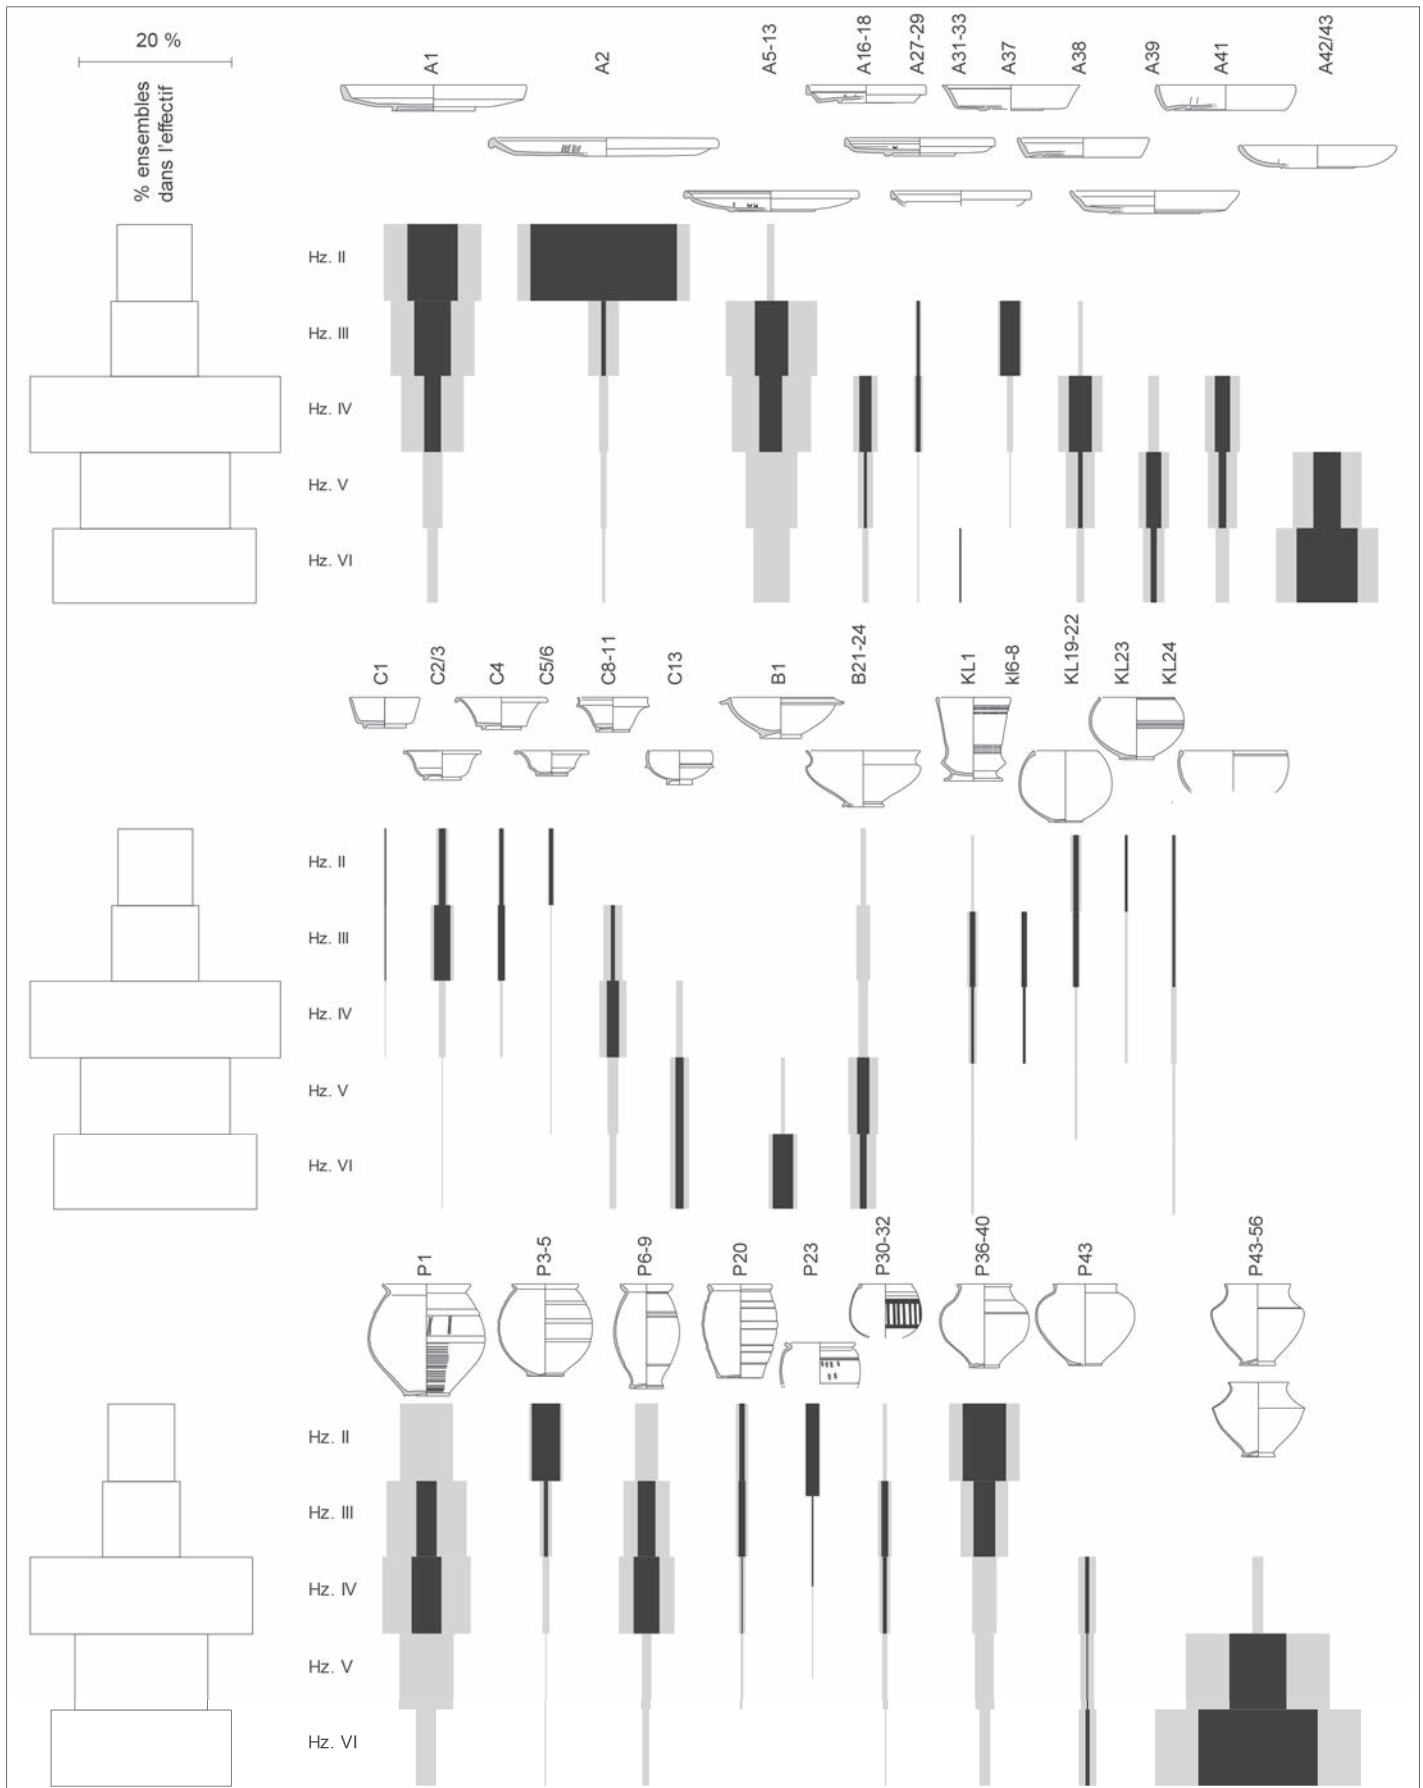 20 %
% ensembles
dans l'effectif
A1
A2
A5-13
A16-18
A27-29
A31-33
A37
A38
A39
A41
A42/43
Hz. II
Hz. III
Hz. IV
Hz. V
Hz. VI
C1
C2/3
C4
C5/6
C8-11
C13
B1
B21-24
KL1
kl6-8
KL19-22
KL23
KL24
Hz. II
Hz. III
Hz. IV
Hz. V
Hz. VI
P1
P3-5
P6-9
P20
P23
P30-32
P36-40
P43
P43-56
Hz. II
Hz. III
Hz. IV
Hz. V
Hz. VI